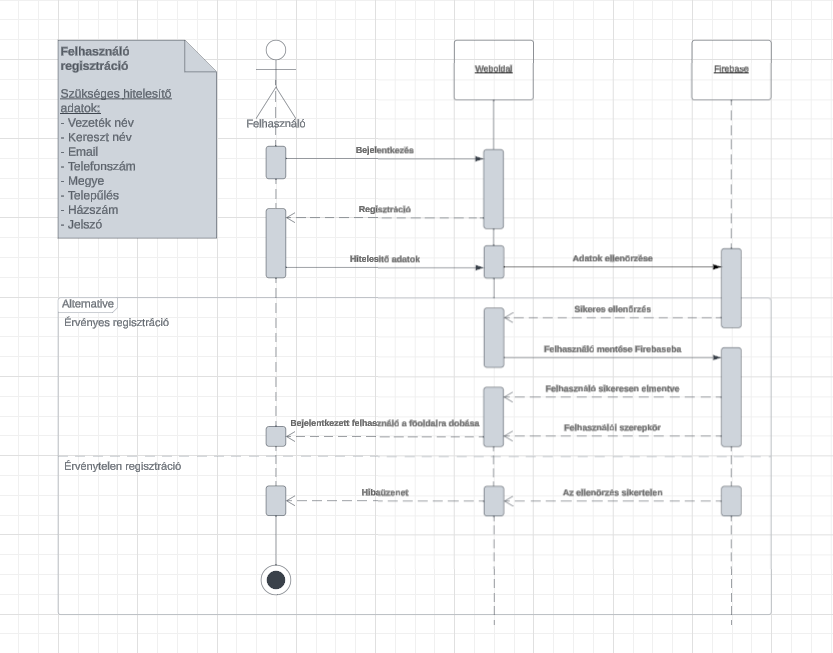 Felhasználó
regisztráció
Szükséges hitelesítő
adatok:
- Vezeték név
- Kereszt név
- Email
- Telefonszám
- Megye
- Település
- Házszám
- Jelszó
Felhasználó
Weboldal
Firebase
Bejelentkezés
Regisztráció
Hitelesítő adatok
Adatok ellenőrzése
Alternative
Érvényes regisztráció
Sikeres ellenőrzés
Felhasználó mentése Firebaseba
Felhasználó sikeresen elmentve
Bejelentkezett felhasználó a főoldalra dobása
Felhasználói szerepkör
Érvénytelen regisztráció
Hibaüzenet
Az ellenőrzés sikertelen